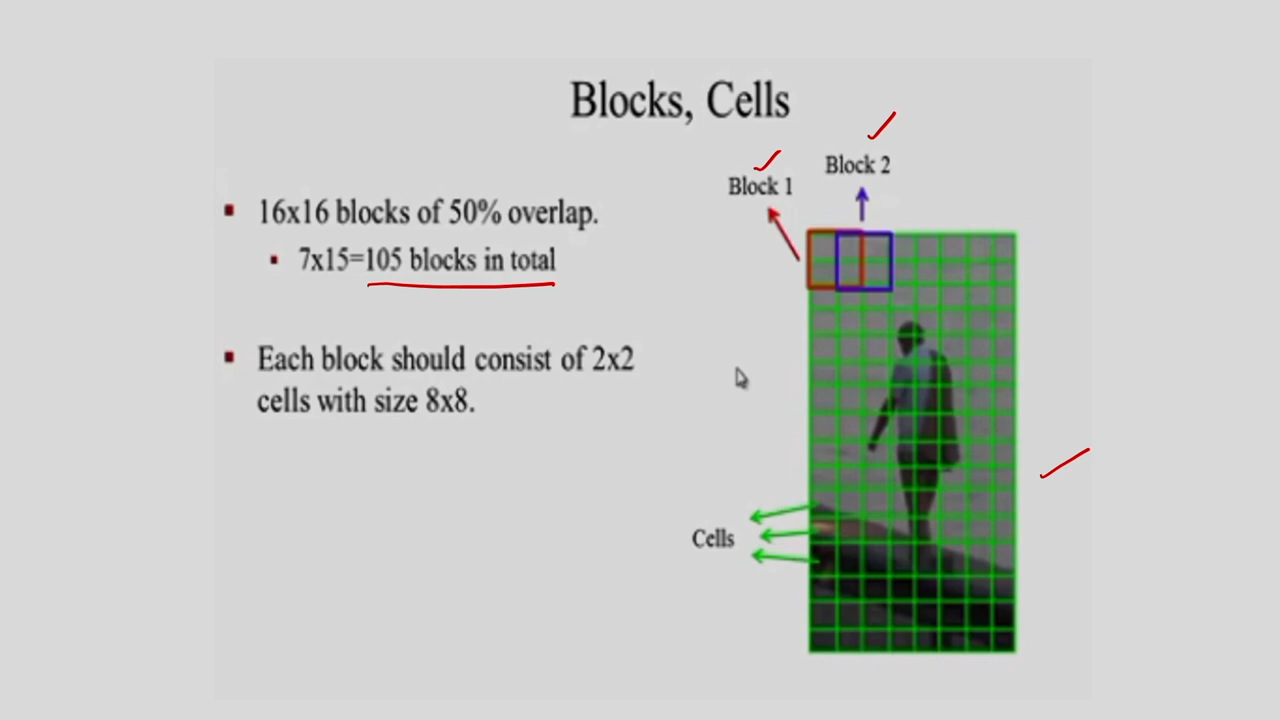 Blocks, Cells
16x16 blocks of 50% overlap.
7x15=105 blocks in total
Each block should consist of 2x2
cells with size 8x8.
Block 1
Block 2
Cells